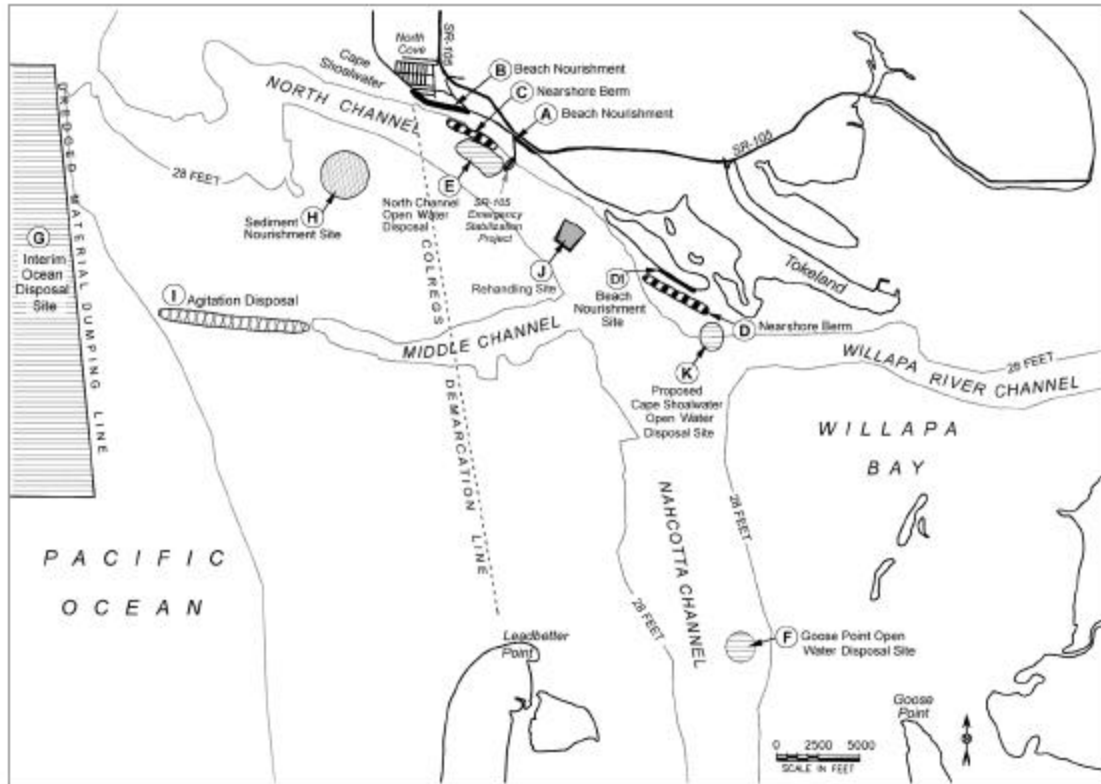 North
Cove
SR-105
Cape
Shoalwater
B Beach Nourishment
C Nearshore Berm
A Beach Nourishment
NORTH CHANNEL
DREDGED MATERIAL DUMPING LINE
28 FEET
SR-105
E
North Channel
Open Water
Disposal
SR-105
Emergency
Stabilization
Project
H
Sediment
Nourishment Site
G
Interim
Ocean
Disposal
Site
J
Rehandling Site
DI
Beach
Nourishment
Site
Tokeland
D Nearshore Berm
I Agitation Disposal
COLREGS DEMARCATION LINE
MIDDLE CHANNEL
K
Proposed
Cape Shoalwater
Open Water
Disposal Site
WILLAPA
RIVER CHANNEL
28 FEET
WILLAPA
BAY
NAHCOTTA CHANNEL
28 FEET
28 FEET
PACIFIC
OCEAN
Leadbetter
Point
F Goose Point Open
Water Disposal Site
Goose
Point
0 2500 5000
SCALE IN FEET